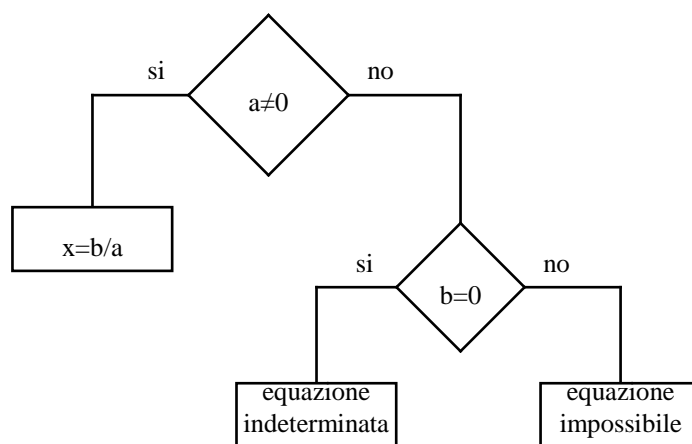 si
no
a≠0
x=b/a
si
no
b=0
equazione
indeterminata
equazione
impossibile